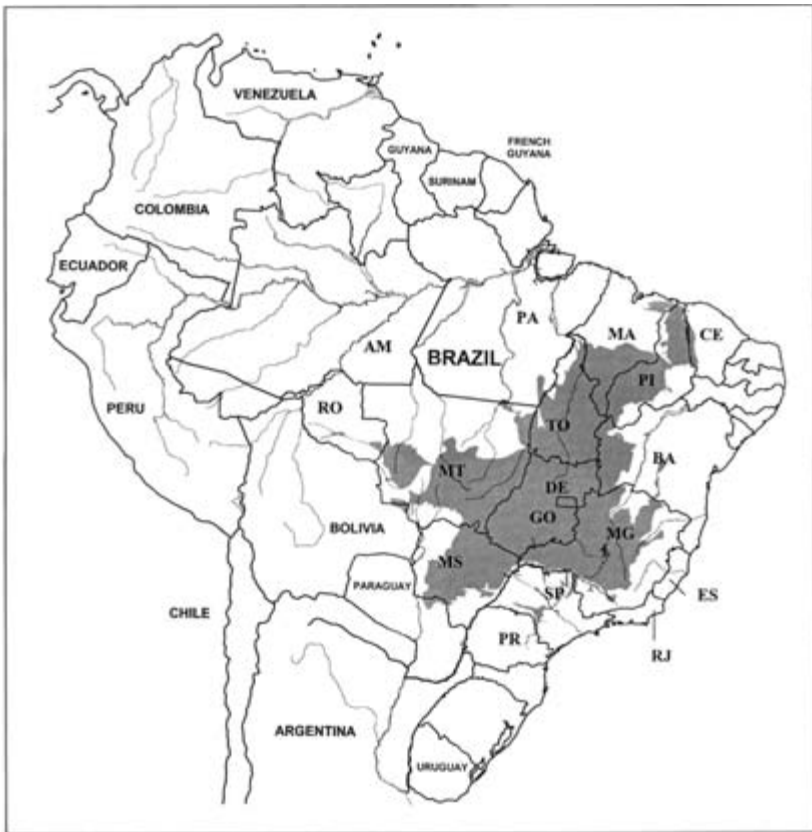 VENEZUELA
GUYANA
FRENCH
GUYANA
SURINAM
COLOMBIA
ECUADOR
PA
MA
CE
AM
BRAZIL
PI
PERU
RO
TO
BA
MT
DE
GO
BOLIVIA
MG
MS
PARAGUAY
SP
ES
CHILE
PR
RJ
ARGENTINA
URUGUAY